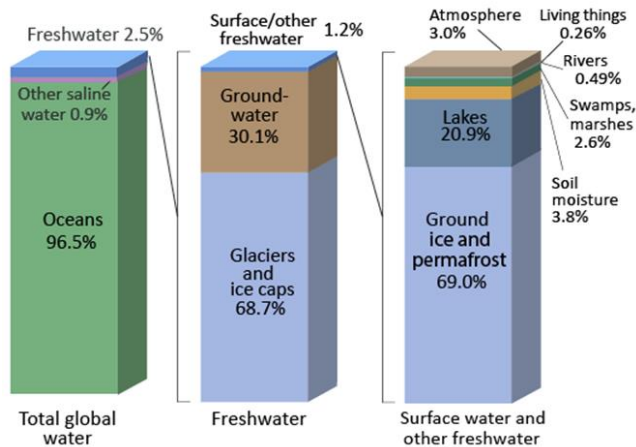 Freshwater 2.5%
Other saline
water 0.9%
Oceans
96.5%
Total global
water
Surface/other
freshwater 1.2%
Ground-
water
30.1%
Glaciers
and
ice caps
68.7%
Freshwater
Atmosphere
3.0%
Living things
0.26%
Rivers
0.49%
Swamps,
marshes
2.6%
Soil
moisture
3.8%
Lakes
20.9%
Ground
ice and
permafrost
69.0%
Surface water and
other freshwater